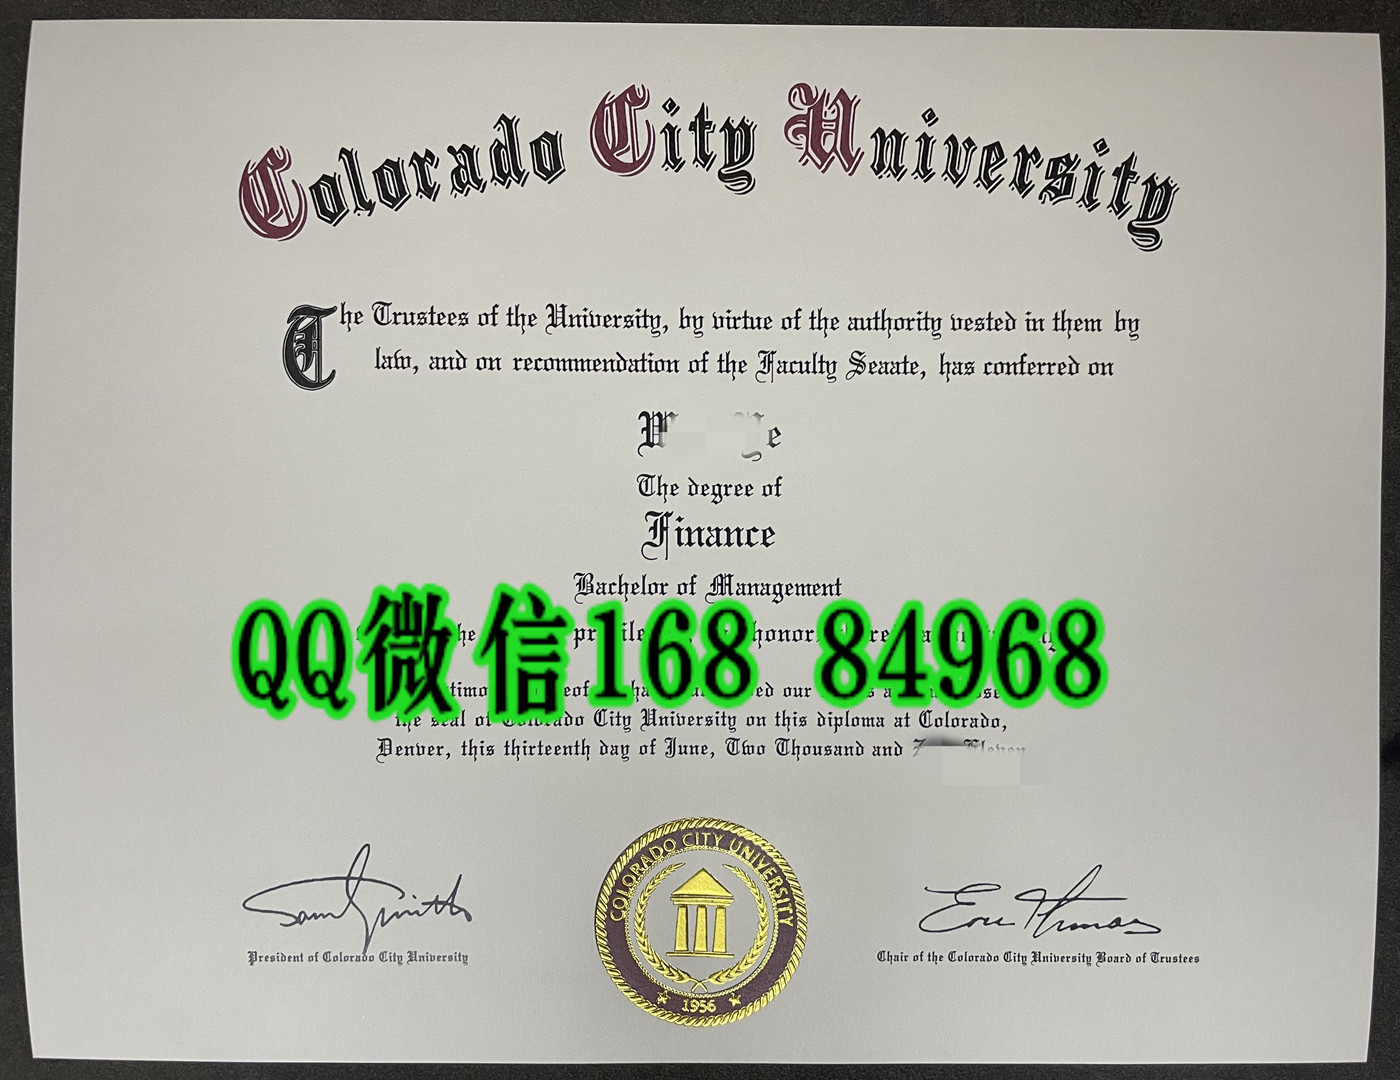 Colorado City University
The Trustees of the University, by virtue of the authority vested in them by
law, and on recommendation of the Faculty Seaate, has conferred on
The degree of
Finance
Bachelor of Management
QQ微信168 84968
the seal of Colorado City University on this diploma at Colorado,
Denver, this thirteenth day of June, Two Thousand and Eleven
President of Colorado City University
COLORADO CITY UNIVERSITY
1956
Chair of the Colorado City University Board of Trustees